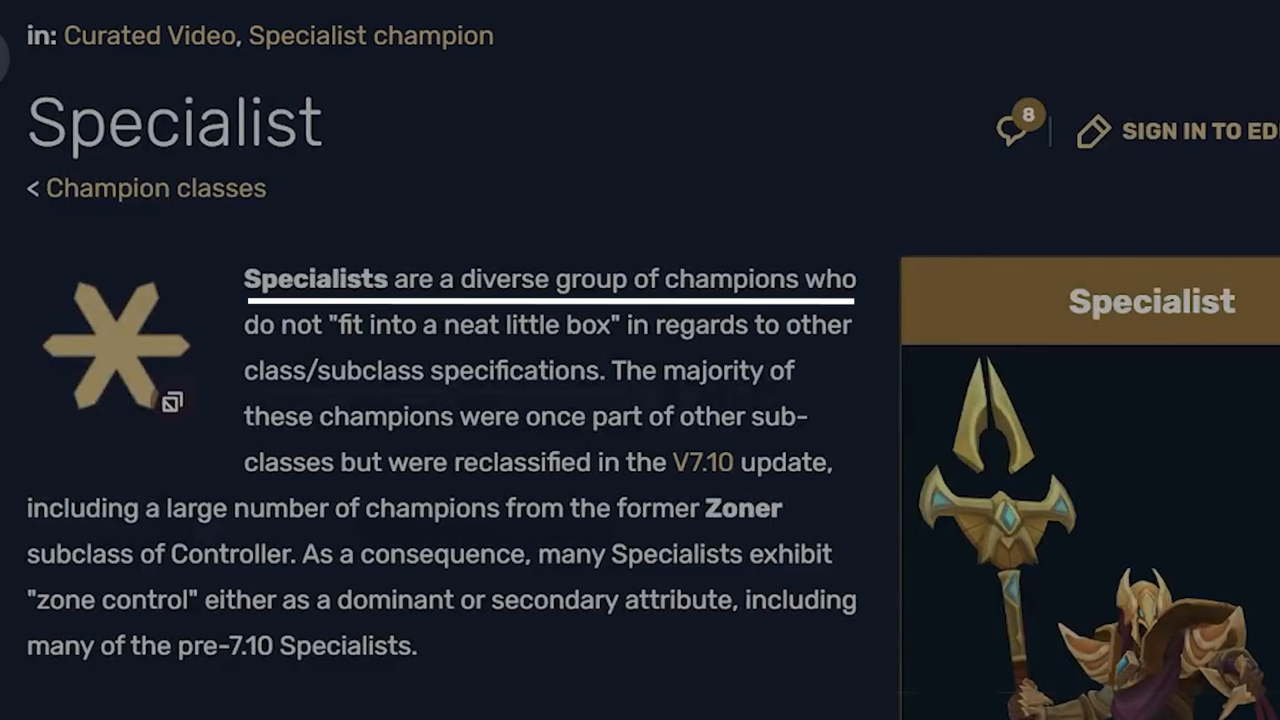 in: Curated Video, Specialist champion
Specialist
8
SIGN IN TO ED
< Champion classes
Specialists are a diverse group of champions who
do not "fit into a neat little box" in regards to other
class/subclass specifications. The majority of
these champions were once part of other sub-
classes but were reclassified in the V7.10 update,
including a large number of champions from the former Zoner
subclass of Controller. As a consequence, many Specialists exhibit
"zone control" either as a dominant or secondary attribute, including
many of the pre-7.10 Specialists.
Specialist